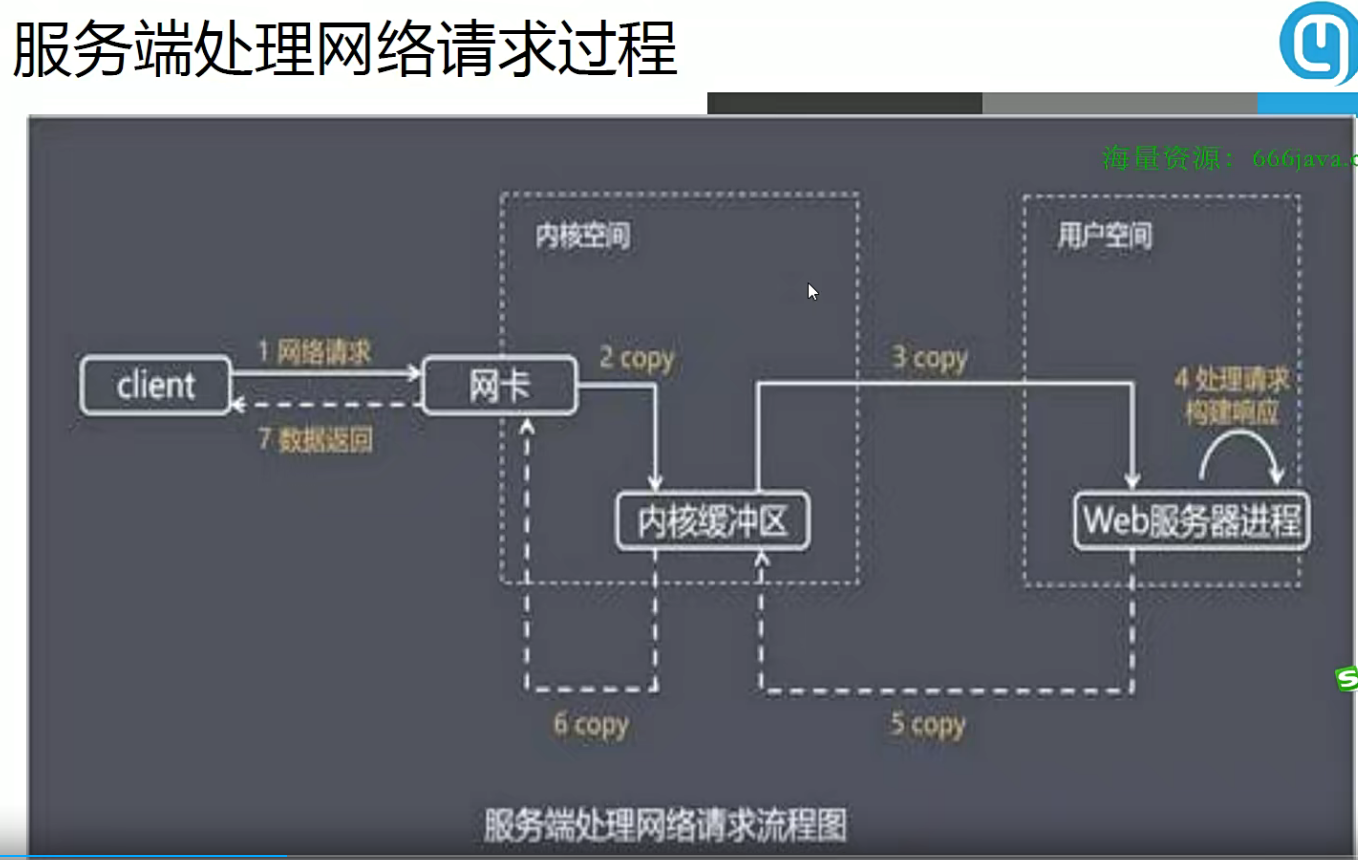 服务端处理网络请求过程
海量资源：666java.c
内核空间
用户空间
1 网络请求
2 copy
3 copy
4 处理请求
构建响应
client
网卡
7 数据返回
内核缓冲区
Web服务器进程
6 copy
5 copy
服务端处理网络请求流程图